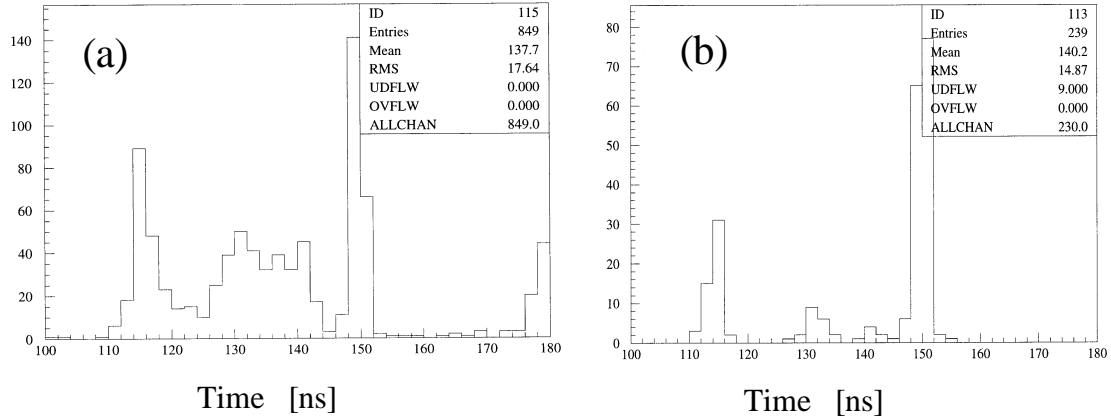 (a)
ID 115
Entries 849
Mean 137.7
RMS 17.64
UDFLW 0.000
OVFLW 0.000
ALLCHAN 849.0
140
120
100
80
60
40
20
0
100 110 120 130 140 150 160 170 180
Time [ns]
(b)
ID 113
Entries 239
Mean 140.2
RMS 14.87
UDFLW 9.000
OVFLW 0.000
ALLCHAN 230.0
80
70
60
50
40
30
20
10
0
100 110 120 130 140 150 160 170 180
Time [ns]